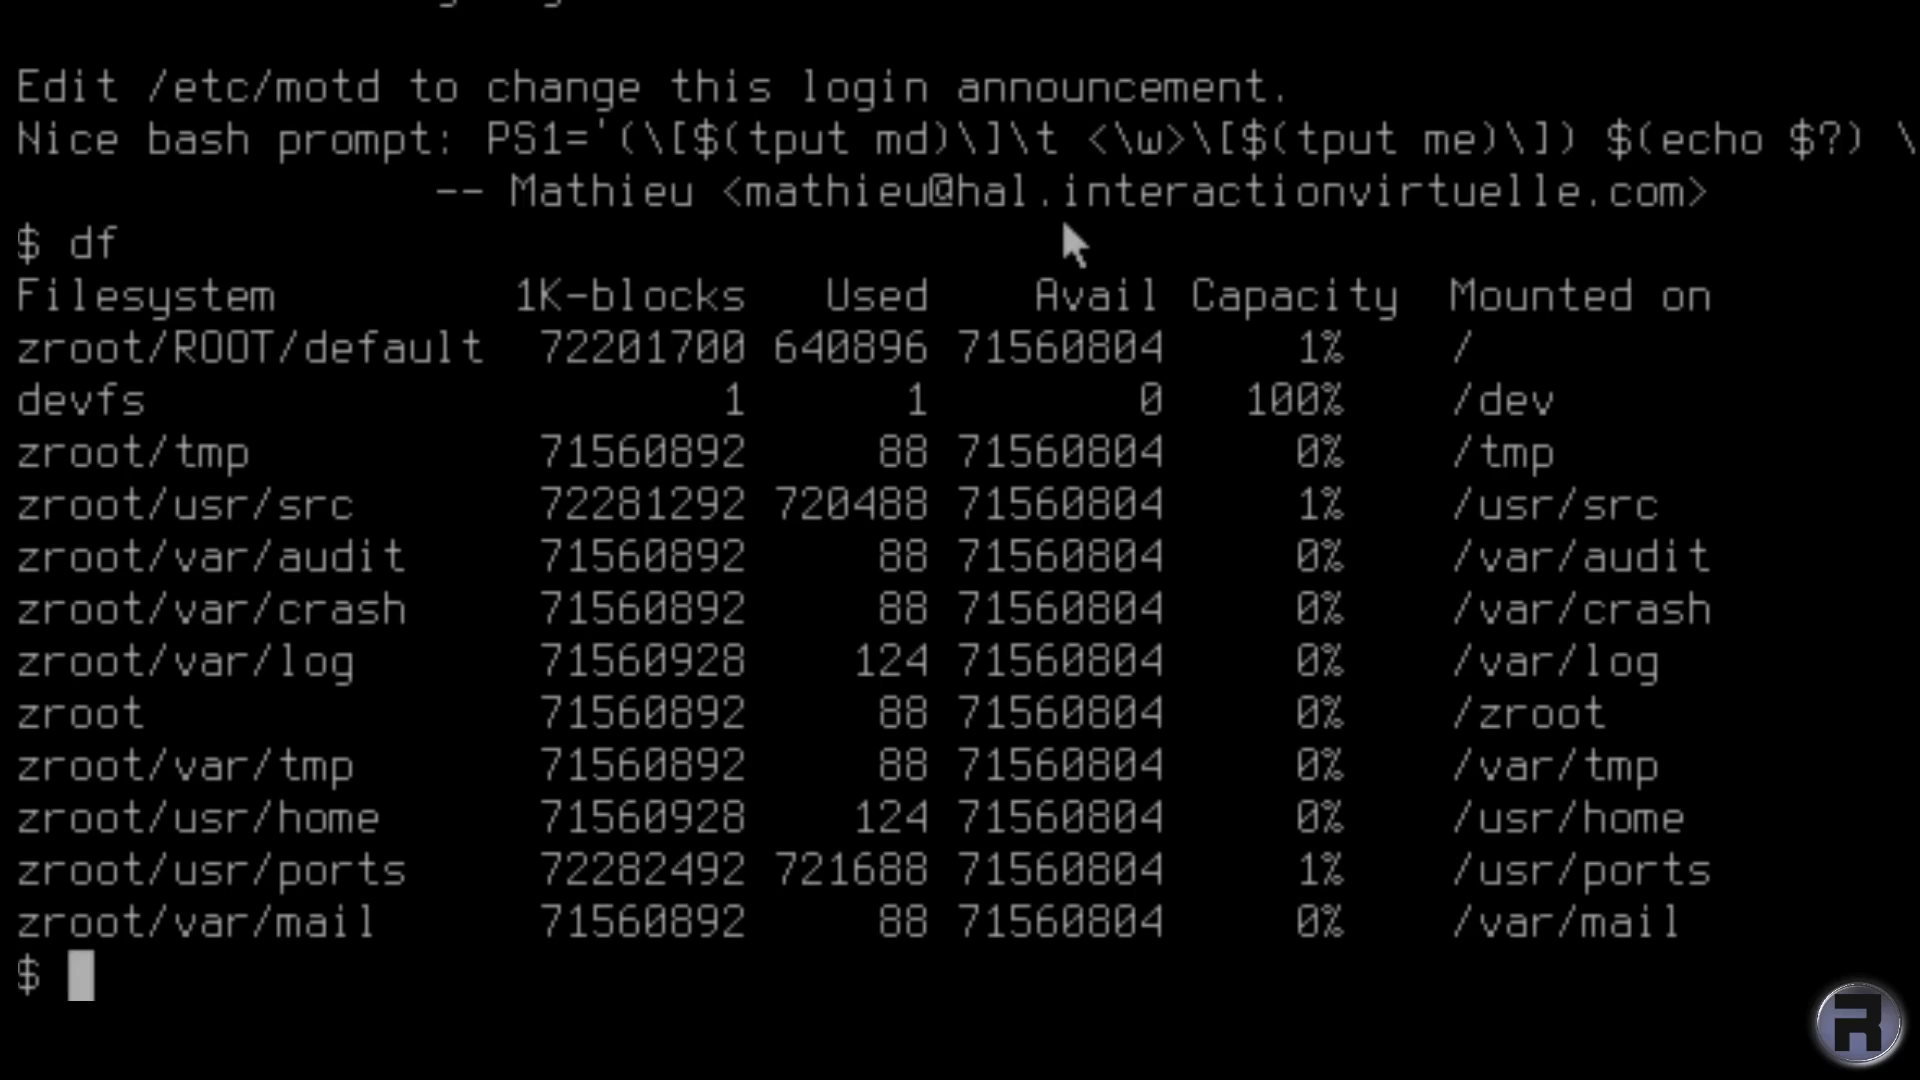 Edit /etc/motd to change this login announcement.
Nice bash prompt: PS1='(\[$(tput md)\]\t <\w>\[$(tput me)\]) $(echo $?) \
-- Mathieu <mathieu@hal.interactionvirtuelle.com>
$ df
Filesystem 1K-blocks Used Avail Capacity Mounted on
zroot/ROOT/default 72201700 640896 71560804 1% /
devfs 1 1 0 100% /dev
zroot/tmp 71560892 88 71560804 0% /tmp
zroot/usr/src 72281292 720488 71560804 1% /usr/src
zroot/var/audit 71560892 88 71560804 0% /var/audit
zroot/var/crash 71560892 88 71560804 0% /var/crash
zroot/var/log 71560928 124 71560804 0% /var/log
zroot 71560892 88 71560804 0% /zroot
zroot/var/tmp 71560892 88 71560804 0% /var/tmp
zroot/usr/home 71560928 124 71560804 0% /usr/home
zroot/usr/ports 72282492 721688 71560804 1% /usr/ports
zroot/var/mail 71560892 88 71560804 0% /var/mail
$
R